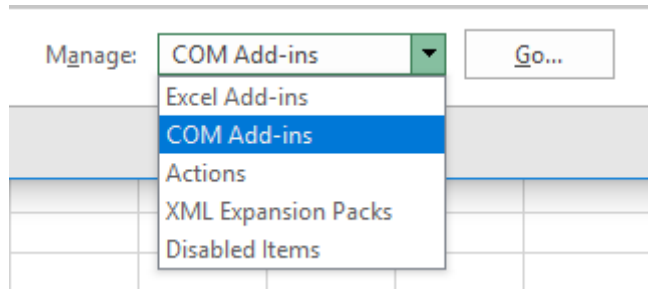 Manage: COM Add-ins Go...
Excel Add-ins
COM Add-ins
Actions
XML Expansion Packs
Disabled Items